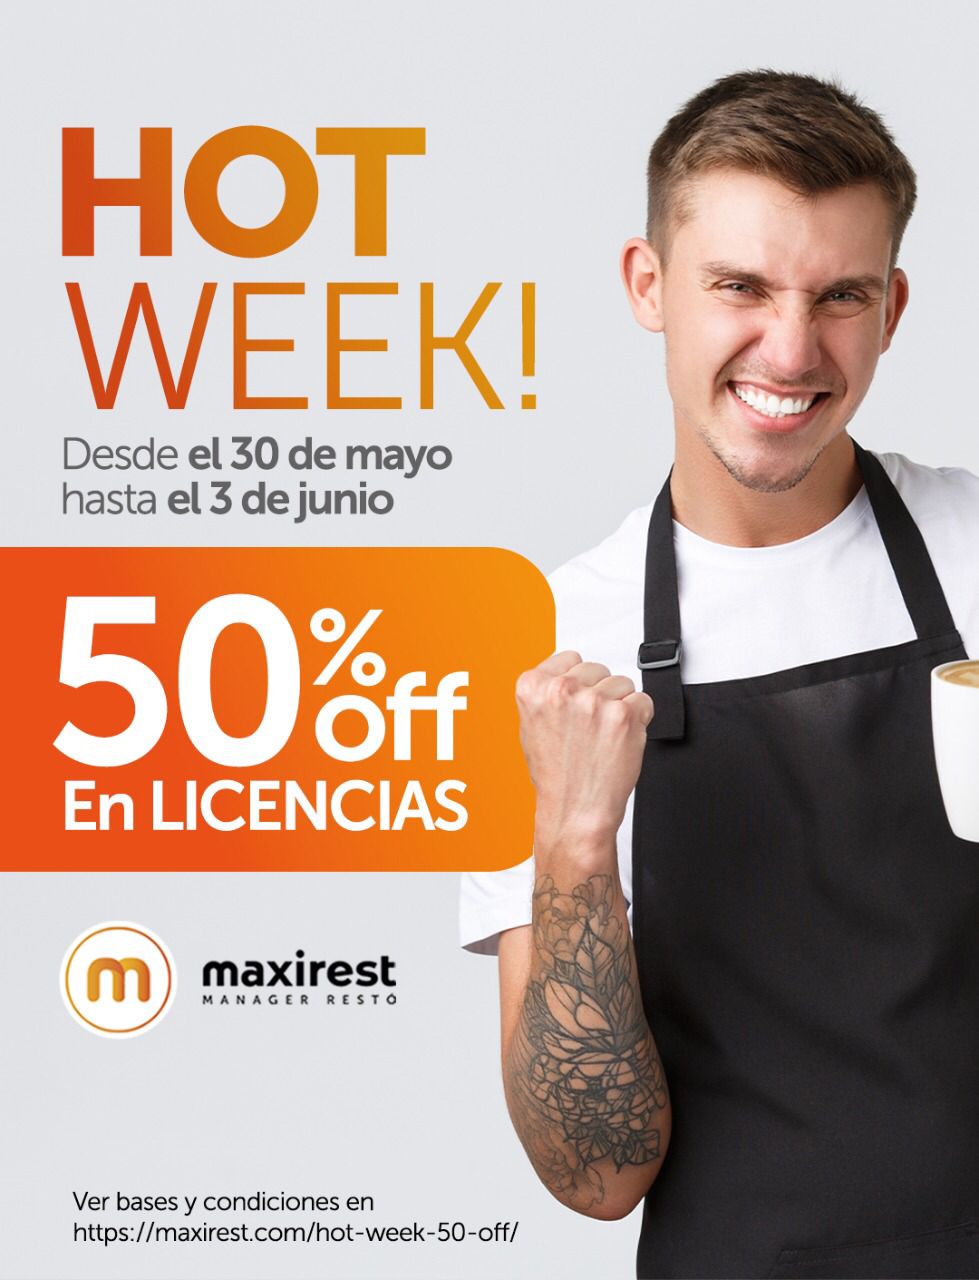 HOT
WEEK!
Desde el 30 de mayo
hasta el 3 de junio
50% off
En LICENCIAS
m maxirest
MANAGER RESTÓ
Ver bases y condiciones en
https://maxirest.com/hot-week-50-off/